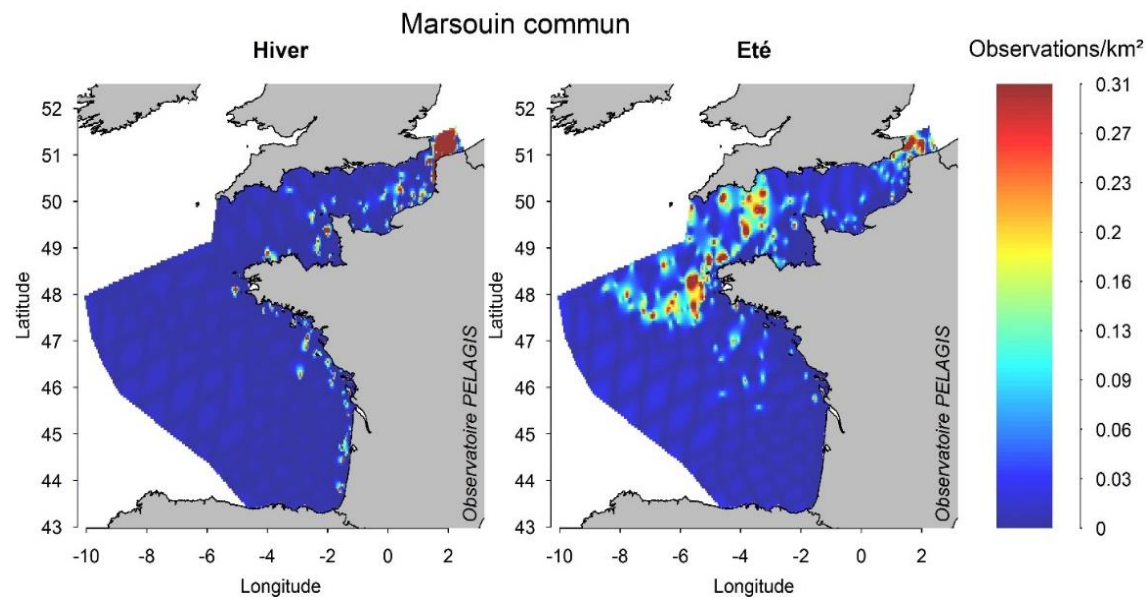 Marsouin commun
Hiver
Eté
Observations/km²
52
51
50
49
48
47
46
45
44
43
Latitude
-10 -8 -6 -4 -2 0 2
Longitude
Observatoire PELAGIS
52
51
50
49
48
47
46
45
44
43
Latitude
-10 -8 -6 -4 -2 0 2
Longitude
Observatoire PELAGIS
0.31
0.27
0.23
0.2
0.13
0.09
0.06
0.03
0